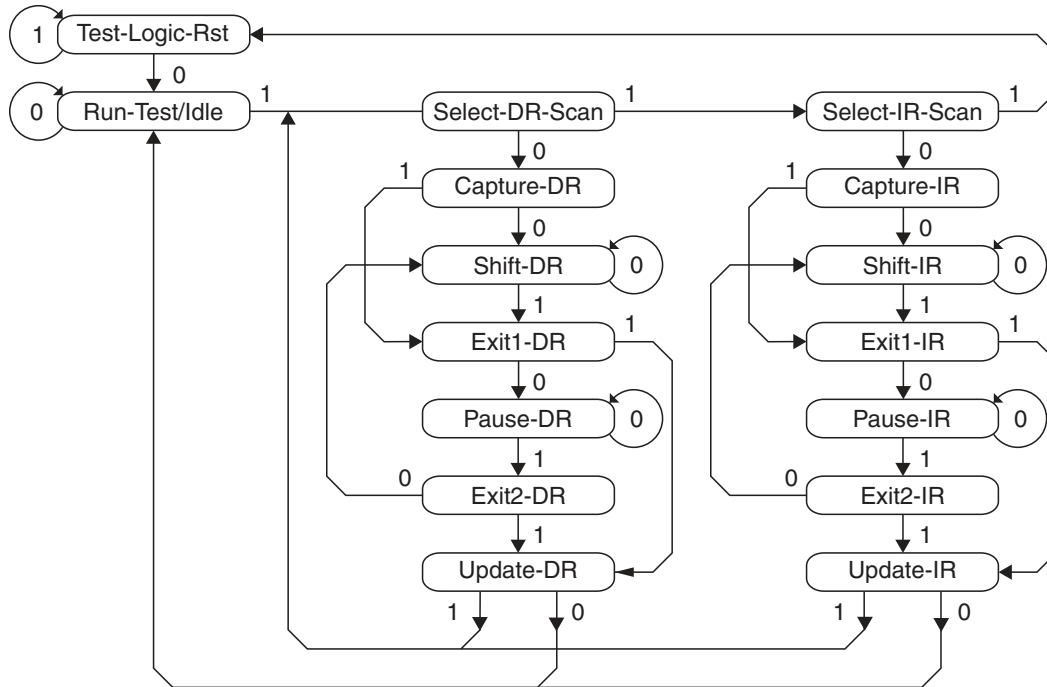 1
Test-Logic-Rst
0
0
Run-Test/Idle
1
Select-DR-Scan
1
Select-IR-Scan
1
0
0
1
Capture-DR
1
Capture-IR
0
0
Shift-DR
0
Shift-IR
0
1
1
Exit1-DR
1
Exit1-IR
1
0
0
Pause-DR
0
Pause-IR
0
1
1
0
Exit2-DR
0
Exit2-IR
1
1
Update-DR
Update-IR
1
0
1
0